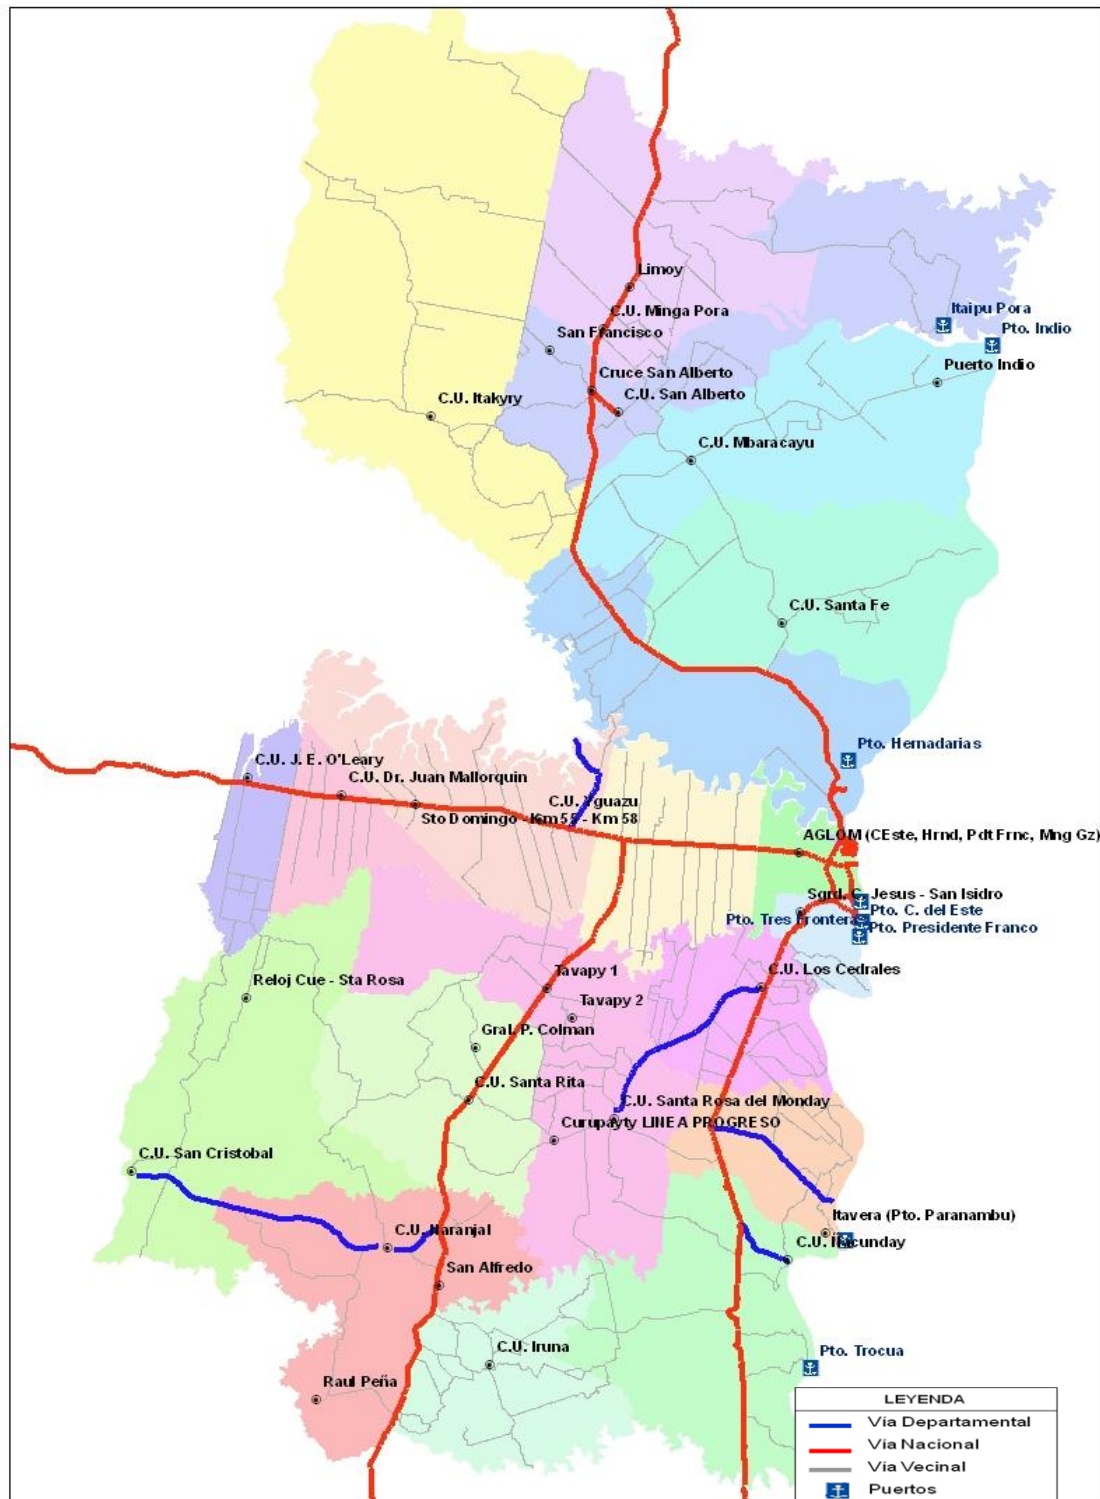 Limoy
C.U. Minga Pora
Itaipu Pora
San Francisco
Pto. Indio
Cruce San Alberto
Puerto Indio
C.U. Itakyry
C.U. San Alberto
C.U. Mbaracayu
C.U. Santa Fe
Pto. Hernadarias
C.U. J. E. O'Leary
C.U. Dr. Juan Mallorquin
C.U. Yguazu
Sto Domingo - Km 55 - Km 58
AGLOM (CEste, Hrnd, Pdt Frnc, Mng Gz)
Sgrd. C. Jesus - San Isidro
Pto. C. del Este
Pto. Tres Fronteras
Pto. Presidente Franco
C.U. Los Cedrales
Tavapy 1
Reloj Cue - Sta Rosa
Tavapy 2
Gral. P. Colman
C.U. Santa Rita
C.U. Santa Rosa del Monday
Curupayty LINEA PROGRESO
C.U. San Cristobal
Itavera (Pto. Paranambu)
C.U. Naranjal
C.U. Nacunday
San Alfredo
C.U. Iruna
Pto. Trocua
Raul Peña
LEYENDA
Vía Departamental
Vía Nacional
Vía Vecinal
Puertos